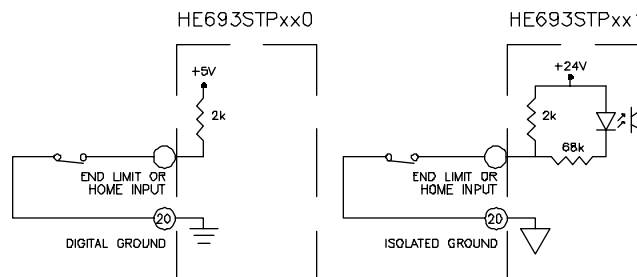 HE693STPxx0
+5V
2k
END LIMIT OR
HOME INPUT
20
DIGITAL GROUND
HE693STPxx
+24V
2k
68k
END LIMIT OR
HOME INPUT
20
ISOLATED GROUND